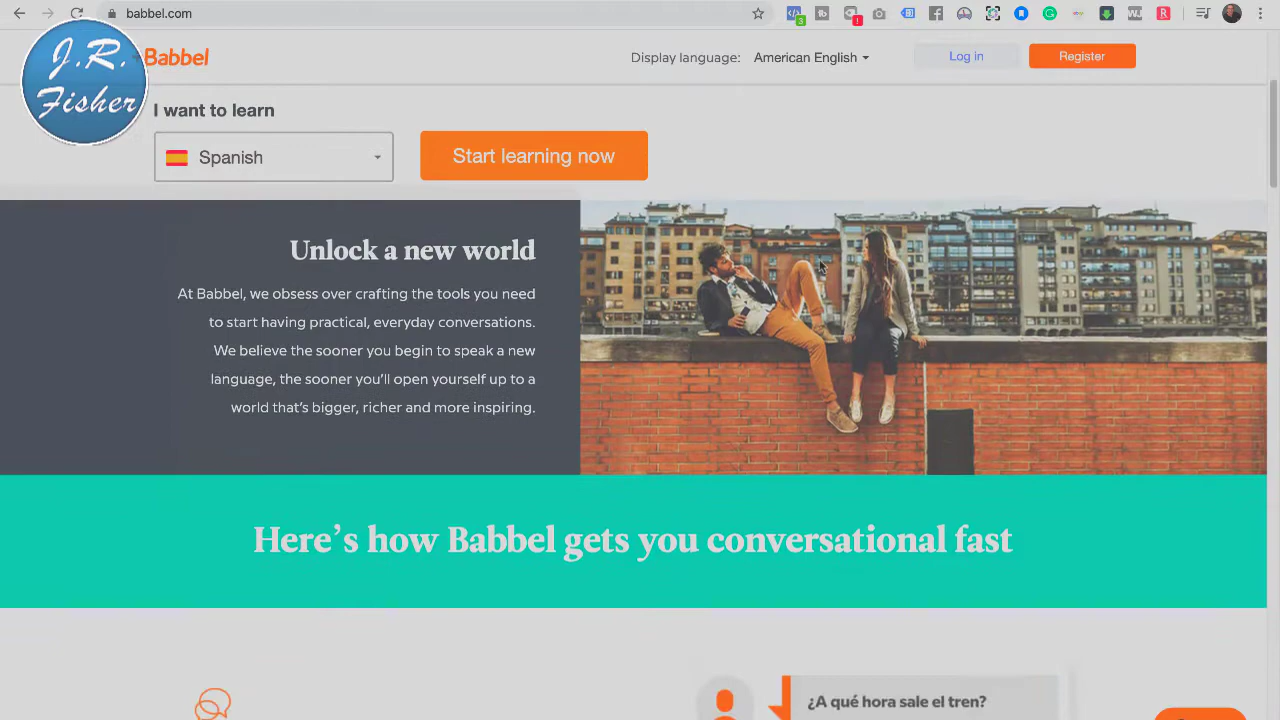 babbel.com
3
J.R.
Fisher
Babbel
Display language: American English
Log in
Register
I want to learn
Spanish
Start learning now
Unlock a new world
At Babbel, we obsess over crafting the tools you need
to start having practical, everyday conversations.
We believe the sooner you begin to speak a new
language, the sooner you'll open yourself up to a
world that's bigger, richer and more inspiring.
Here's how Babbel gets you conversational fast
¿A qué hora sale el tren?